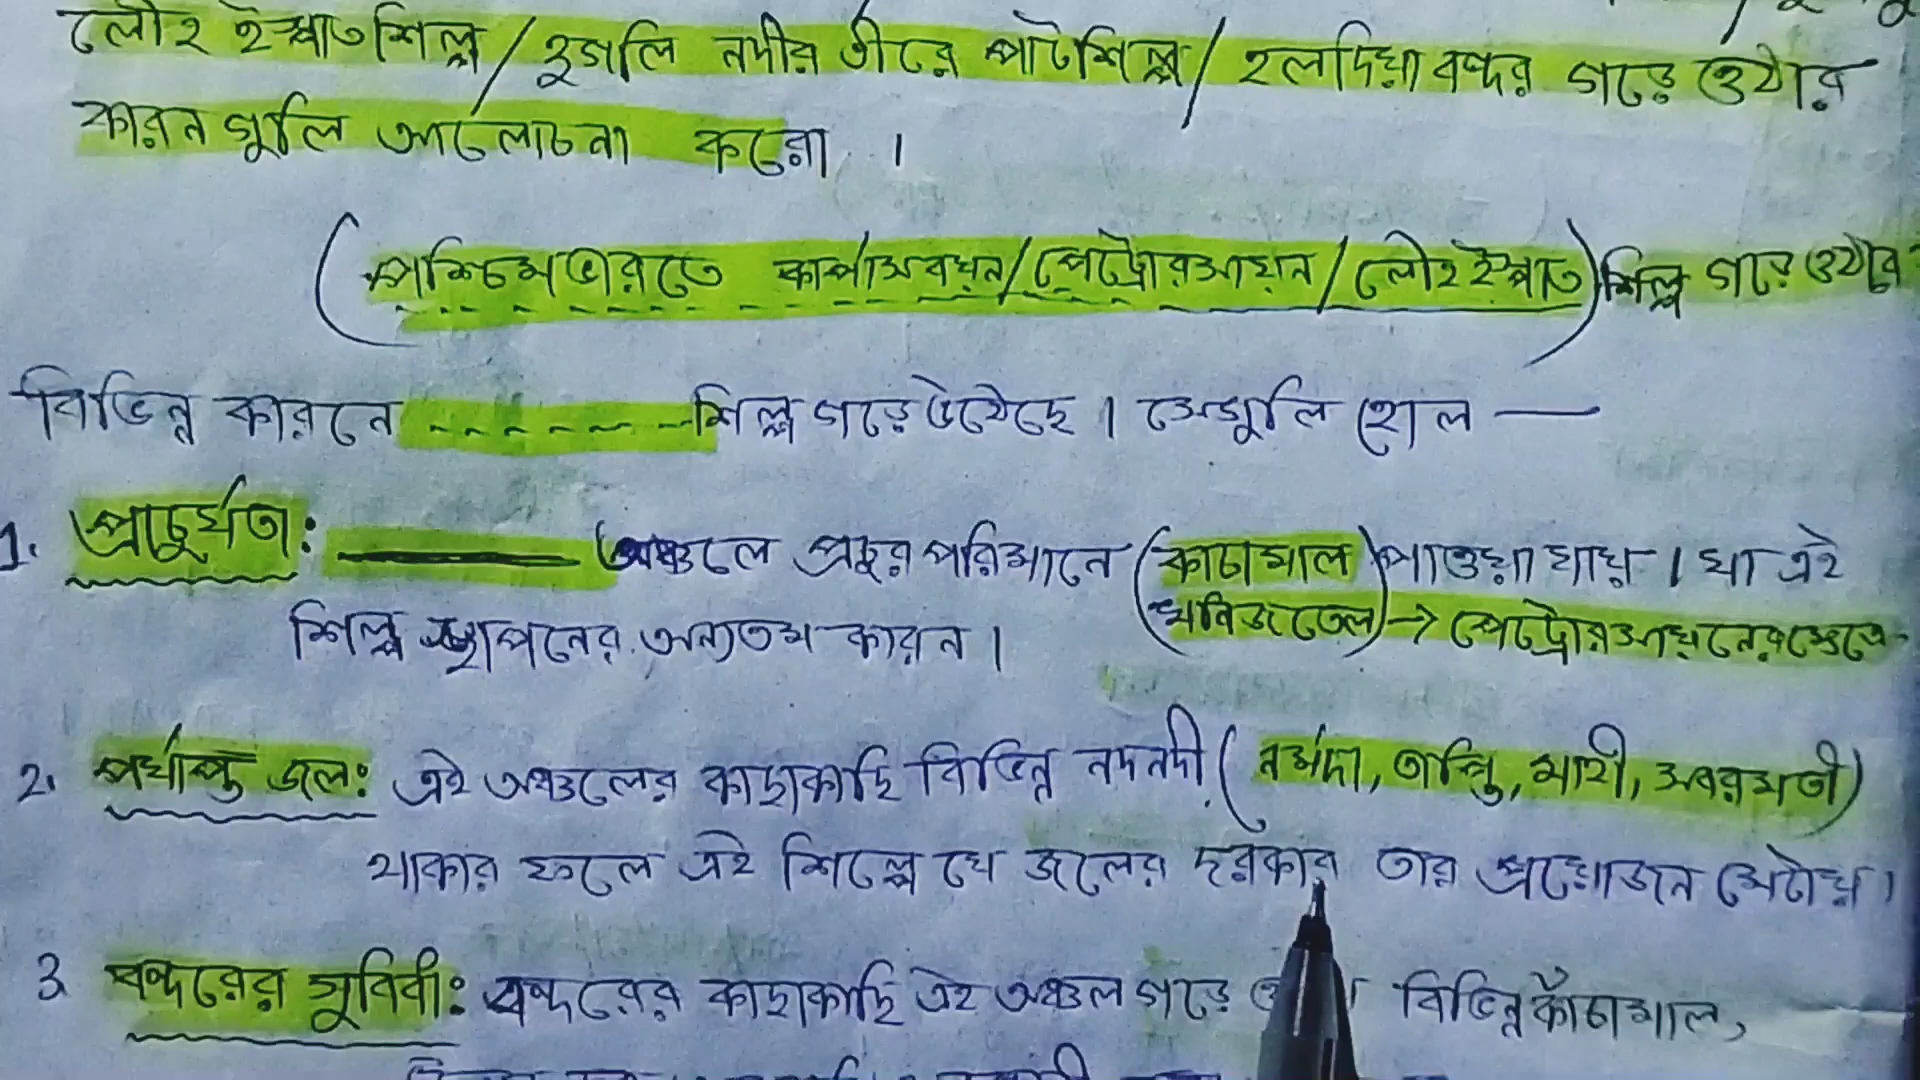 লৌহ ইস্পাত শিল্প / হুগলি নদীর তীরে পাটশিল্প / হলদিয়া বন্দর গড়ে ওঠার
কারন গুলি আলোচনা করো ।
(পশ্চিমভারতে কার্পাসবয়ন/পেট্রোরসায়ন/লৌহ ইস্পাত) শিল্প গড়ে ওঠার
বিভিন্ন কারনে - - - - - - - শিল্প গড়ে উঠেছে । সেগুলি হোল —
1. প্রাচুর্যতা : ——— অঞ্চলে প্রচুর পরিমানে (কাচামাল) পাওয়া যায় । যা এই
শিল্প স্থাপনের অন্যতম কারন । (খনিজতেল) → পেট্রোরসায়নের ক্ষেত্রে
2. পর্যাপ্ত জল : এই অঞ্চলের কাছাকাছি বিভিন্ন নদনদী (নর্মদা, তাপ্তি, মাহী, সবরমতী)
থাকার ফলে এই শিল্পে যে জলের দরকার তার প্রয়োজন মেটায় ।
3. বন্দরের সুবিধা : বন্দরের কাছাকাছি এই অঞ্চল গড়ে বিভিন্ন কাঁচামাল,